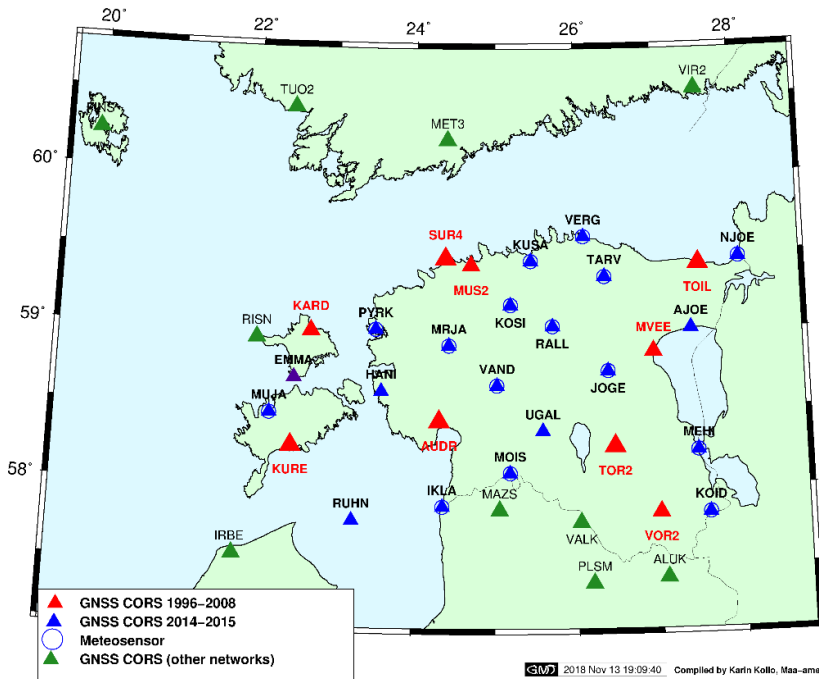 20°
22°
24°
26°
28°
60°
59°
58°
VIR2
TUO2
MET3
VERG
SUR4
KUSA
NJOE
TARV
MUS2
TOIL
KARD
PYRK
KOSI
AJOE
RISN
MRJA
RALL
MVEE
EMMA
HANI
VAND
JOGE
MUJA
UGAL
AUDR
MEHI
KURE
TOR2
MOIS
IKLA
MAZS
KOID
RUHN
VOR2
IRBE
VALK
PLSM
ALUK
GNSS CORS 1996−2008
GNSS CORS 2014−2015
Meteosensor
GNSS CORS (other networks)
GMD 2018 Nov 13 19:09:40 Compiled by Karin Kollo, Maa−ame